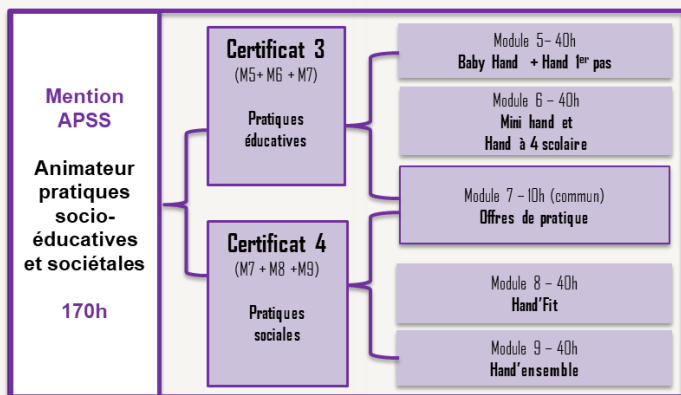 Mention
APSS
Animateur
pratiques
socio-
éducatives
et sociétales
170h
Certificat 3
(M5+ M6 + M7)
Pratiques
éducatives
Certificat 4
(M7 + M8 +M9)
Pratiques
sociales
Module 5– 40h
Baby Hand + Hand 1er pas
Module 6 – 40h
Mini hand et
Hand à 4 scolaire
Module 7 – 10h (commun)
Offres de pratique
Module 8 – 40h
Hand'Fit
Module 9 – 40h
Hand'ensemble